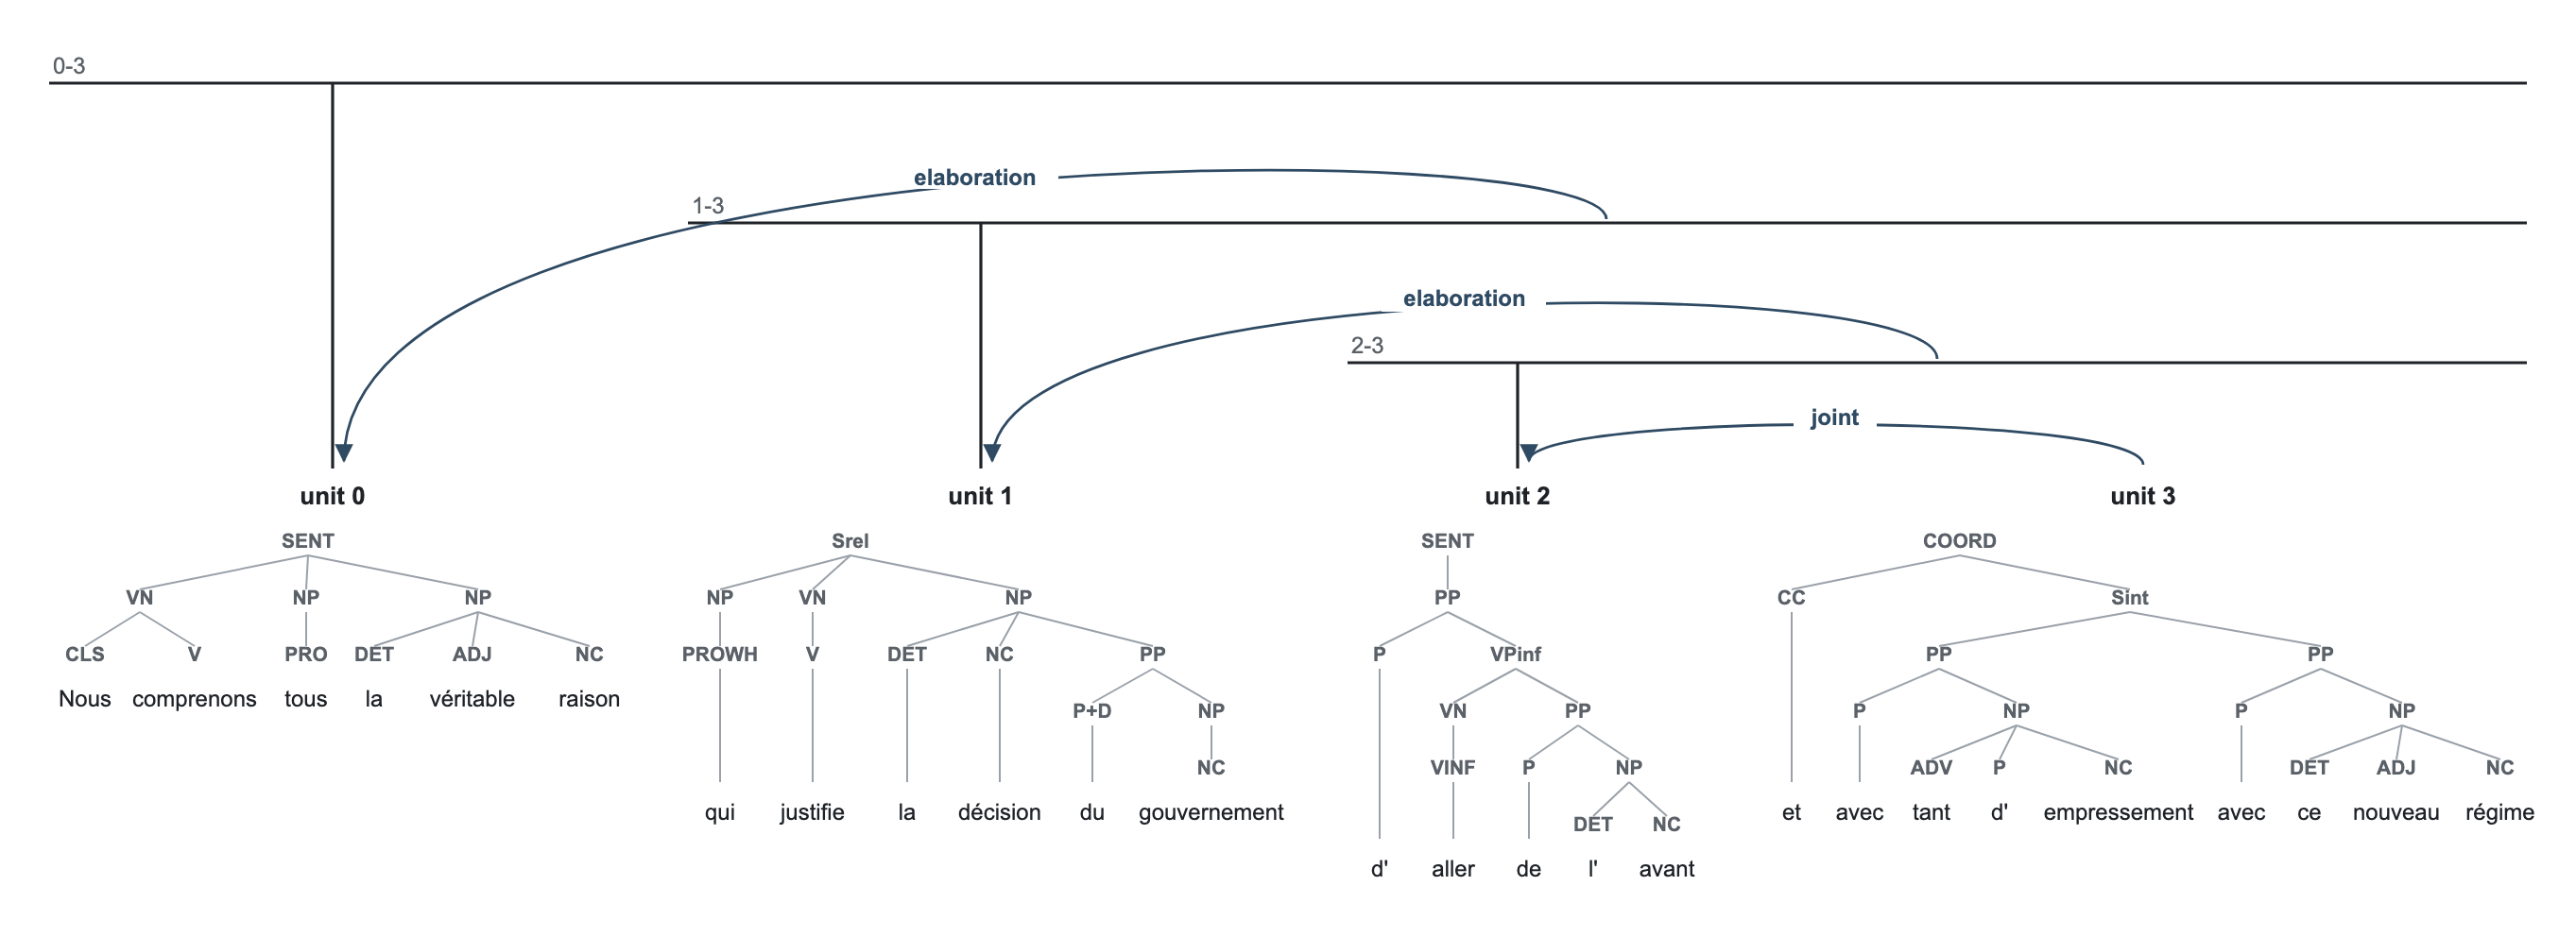 0-3
elaboration
1-3
elaboration
2-3
joint
unit 0 unit 1 unit 2 unit 3
SENT Srel SENT COORD
VN NP NP NP VN NP PP CC Sint
CLS V PRO DET ADJ NC PROWH V DET NC PP P VPinf PP PP
Nous comprenons tous la véritable raison
P+D NP VN PP P NP P NP
NC VINF P NP ADV P NC DET ADJ NC
qui justifie la décision du gouvernement et avec tant d' empressement avec ce nouveau régime
DET NC
d' aller de l' avant